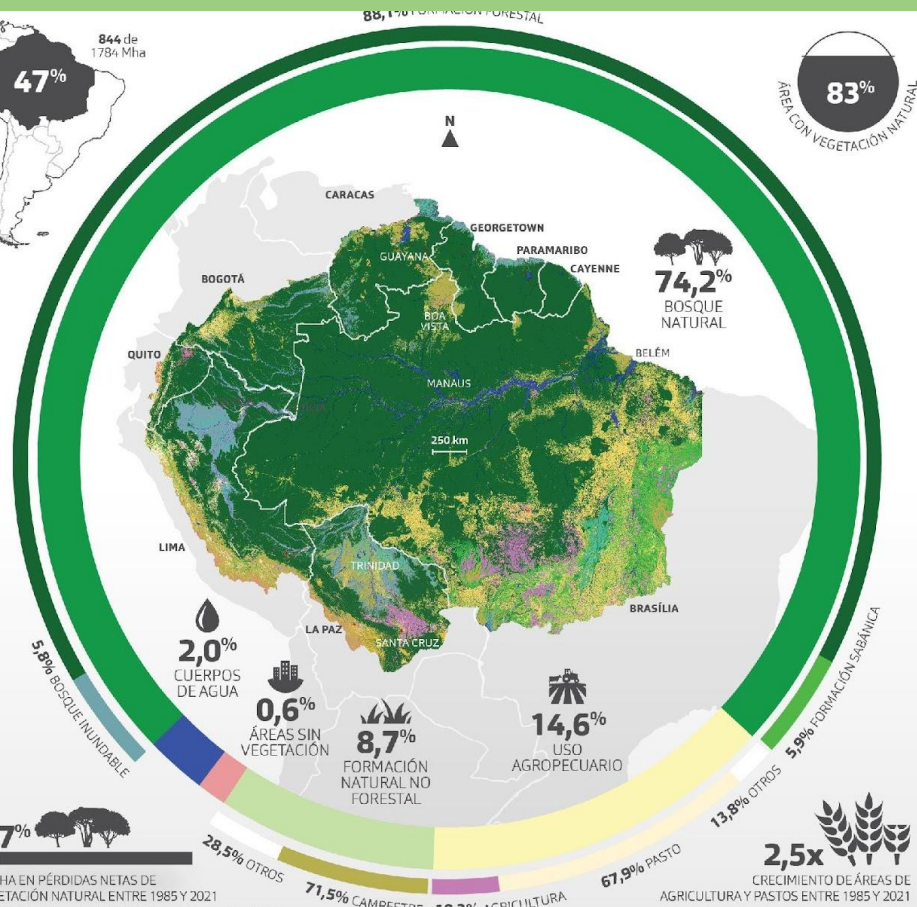 88,1% FORMACIÓN FORESTAL
844 de
1784 Mha
47%
83%
ÁREA CON VEGETACIÓN NATURAL
N
CARACAS
GEORGETOWN
GUAYANA
PARAMARIBO
CAYENNE
BOGOTÁ
74,2%
BOSQUE
NATURAL
BOA
VISTA
QUITO
BELÉM
MANAUS
250 km
LIMA
TRINIDAD
BRASÍLIA
LA PAZ
SANTA CRUZ
2,0%
CUERPOS
DE AGUA
0,6%
ÁREAS SIN
VEGETACIÓN
8,7%
FORMACIÓN
NATURAL NO
FORESTAL
14,6%
USO
AGROPECUARIO
5,8% BOSQUE INUNDABLE
5,9% FORMACIÓN SABÁNICA
13,8% OTROS
28,5% OTROS
71,5% CAMPESTRE
AGRICULTURA
67,9% PASTO
7%
HA EN PÉRDIDAS NETAS DE
ETACIÓN NATURAL ENTRE 1985 Y 2021
2,5x
CRECIMIENTO DE ÁREAS DE
AGRICULTURA Y PASTOS ENTRE 1985 Y 2021